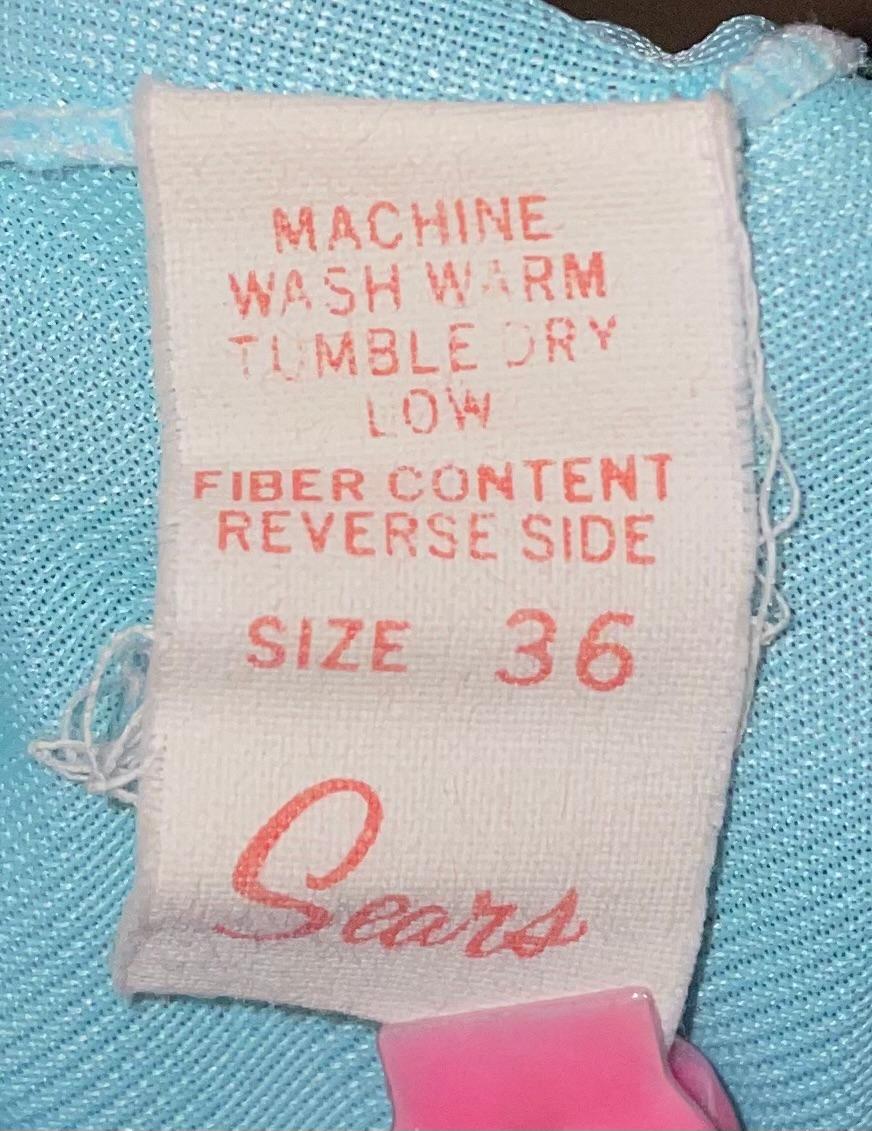 MACHINE
WASH WARM
TUMBLE DRY
LOW
FIBER CONTENT
REVERSE SIDE
SIZE 36
Sears